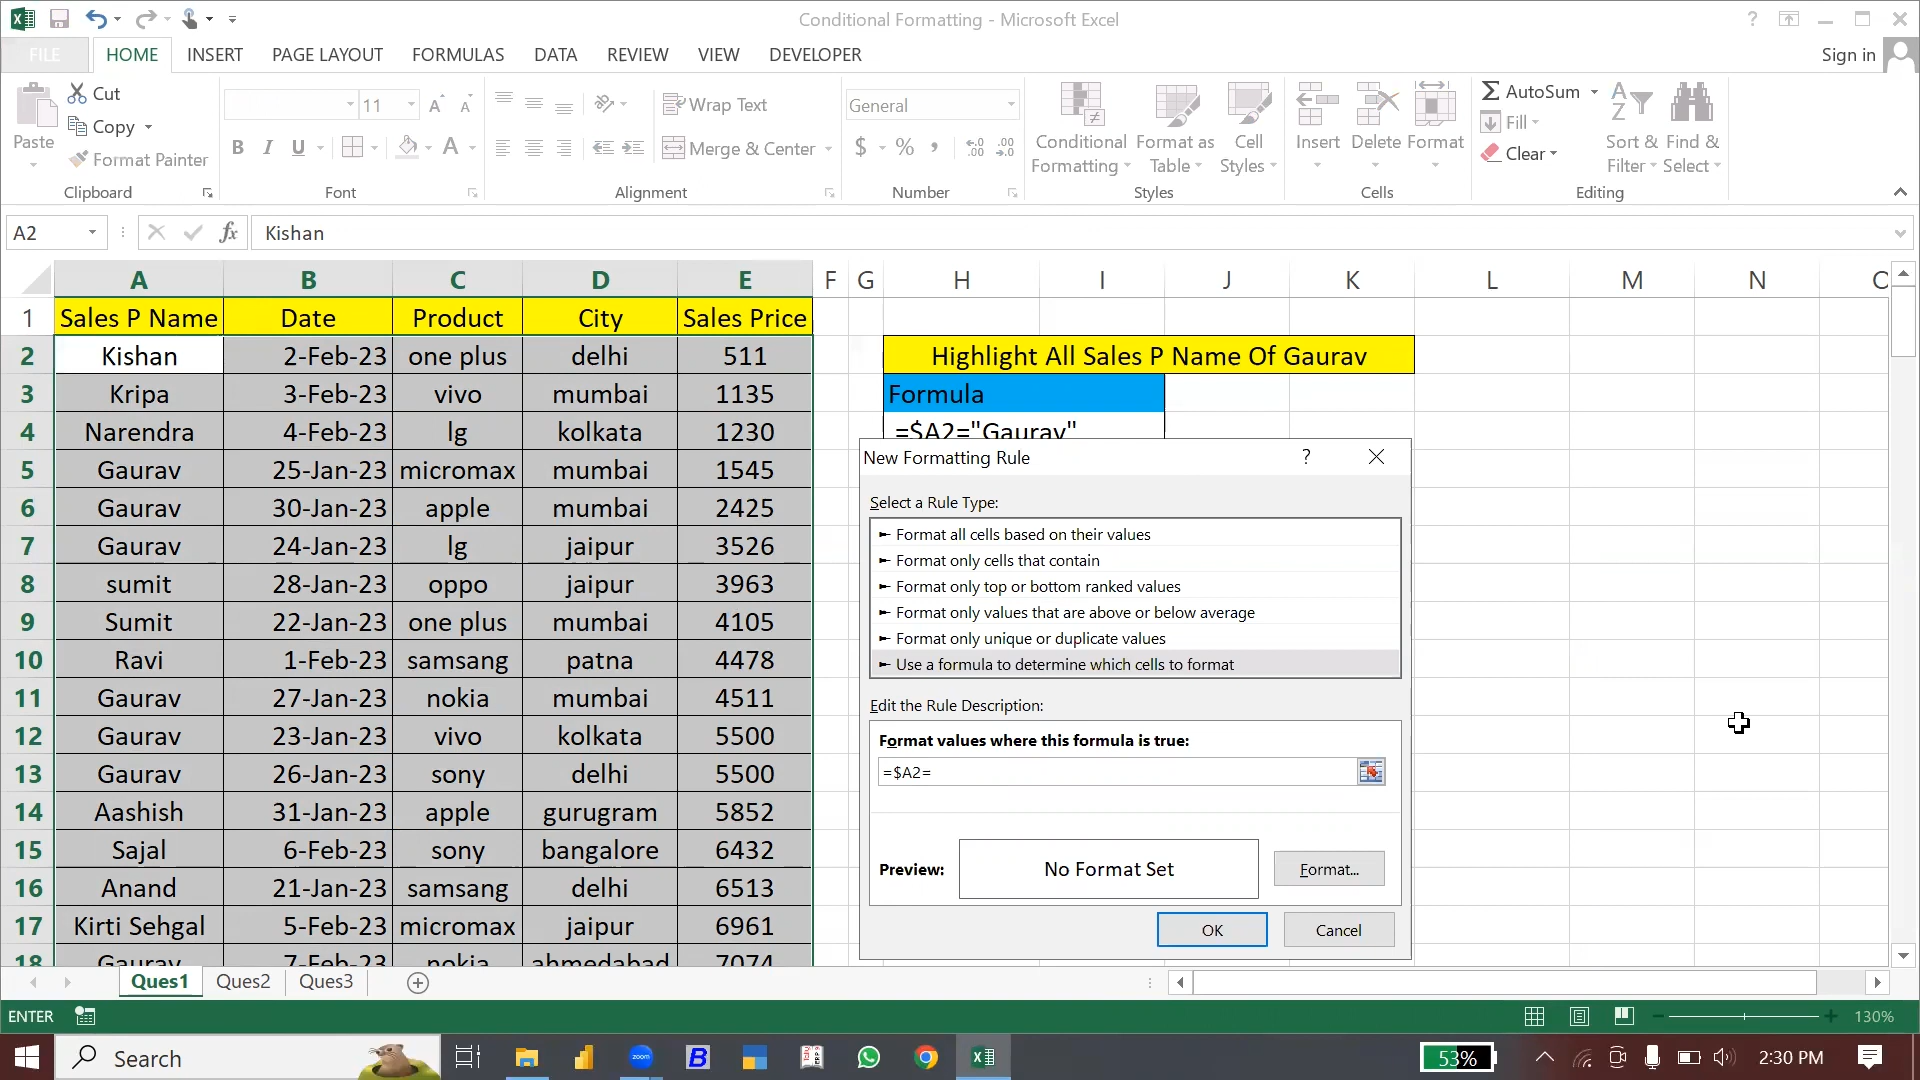 Conditional Formatting - Microsoft Excel
?
FILE HOME INSERT PAGE LAYOUT FORMULAS DATA REVIEW VIEW DEVELOPER Sign in
Paste Cut Copy Format Painter
Clipboard
11
B I U A
Font
Wrap Text
Merge & Center
Alignment
General
$ % ,
Number
Conditional Formatting Format as Table Cell Styles
Styles
Insert Delete Format
Cells
AutoSum Fill Clear Sort & Filter Find & Select
Editing
A2 fx Kishan
A B C D E F G H I J K L M N
1 Sales P Name Date Product City Sales Price
2 Kishan 2-Feb-23 one plus delhi 511 Highlight All Sales P Name Of Gaurav
3 Kripa 3-Feb-23 vivo mumbai 1135 Formula
4 Narendra 4-Feb-23 lg kolkata 1230 =$A2="Gaurav"
5 Gaurav 25-Jan-23 micromax mumbai 1545
6 Gaurav 30-Jan-23 apple mumbai 2425
7 Gaurav 24-Jan-23 lg jaipur 3526
8 sumit 28-Jan-23 oppo jaipur 3963
9 Sumit 22-Jan-23 one plus mumbai 4105
10 Ravi 1-Feb-23 samsang patna 4478
11 Gaurav 27-Jan-23 nokia mumbai 4511
12 Gaurav 23-Jan-23 vivo kolkata 5500
13 Gaurav 26-Jan-23 sony delhi 5500
14 Aashish 31-Jan-23 apple gurugram 5852
15 Sajal 6-Feb-23 sony bangalore 6432
16 Anand 21-Jan-23 samsang delhi 6513
17 Kirti Sehgal 5-Feb-23 micromax jaipur 6961
18 Gaurav 7-Feb-23 nokia ahmedabad 7074
New Formatting Rule ?
Select a Rule Type:
► Format all cells based on their values
► Format only cells that contain
► Format only top or bottom ranked values
► Format only values that are above or below average
► Format only unique or duplicate values
► Use a formula to determine which cells to format
Edit the Rule Description:
Format values where this formula is true:
=$A2=
Preview: No Format Set Format...
OK Cancel
Ques1 Ques2 Ques3
ENTER 130%
Search zoom B 53% 2:30 PM